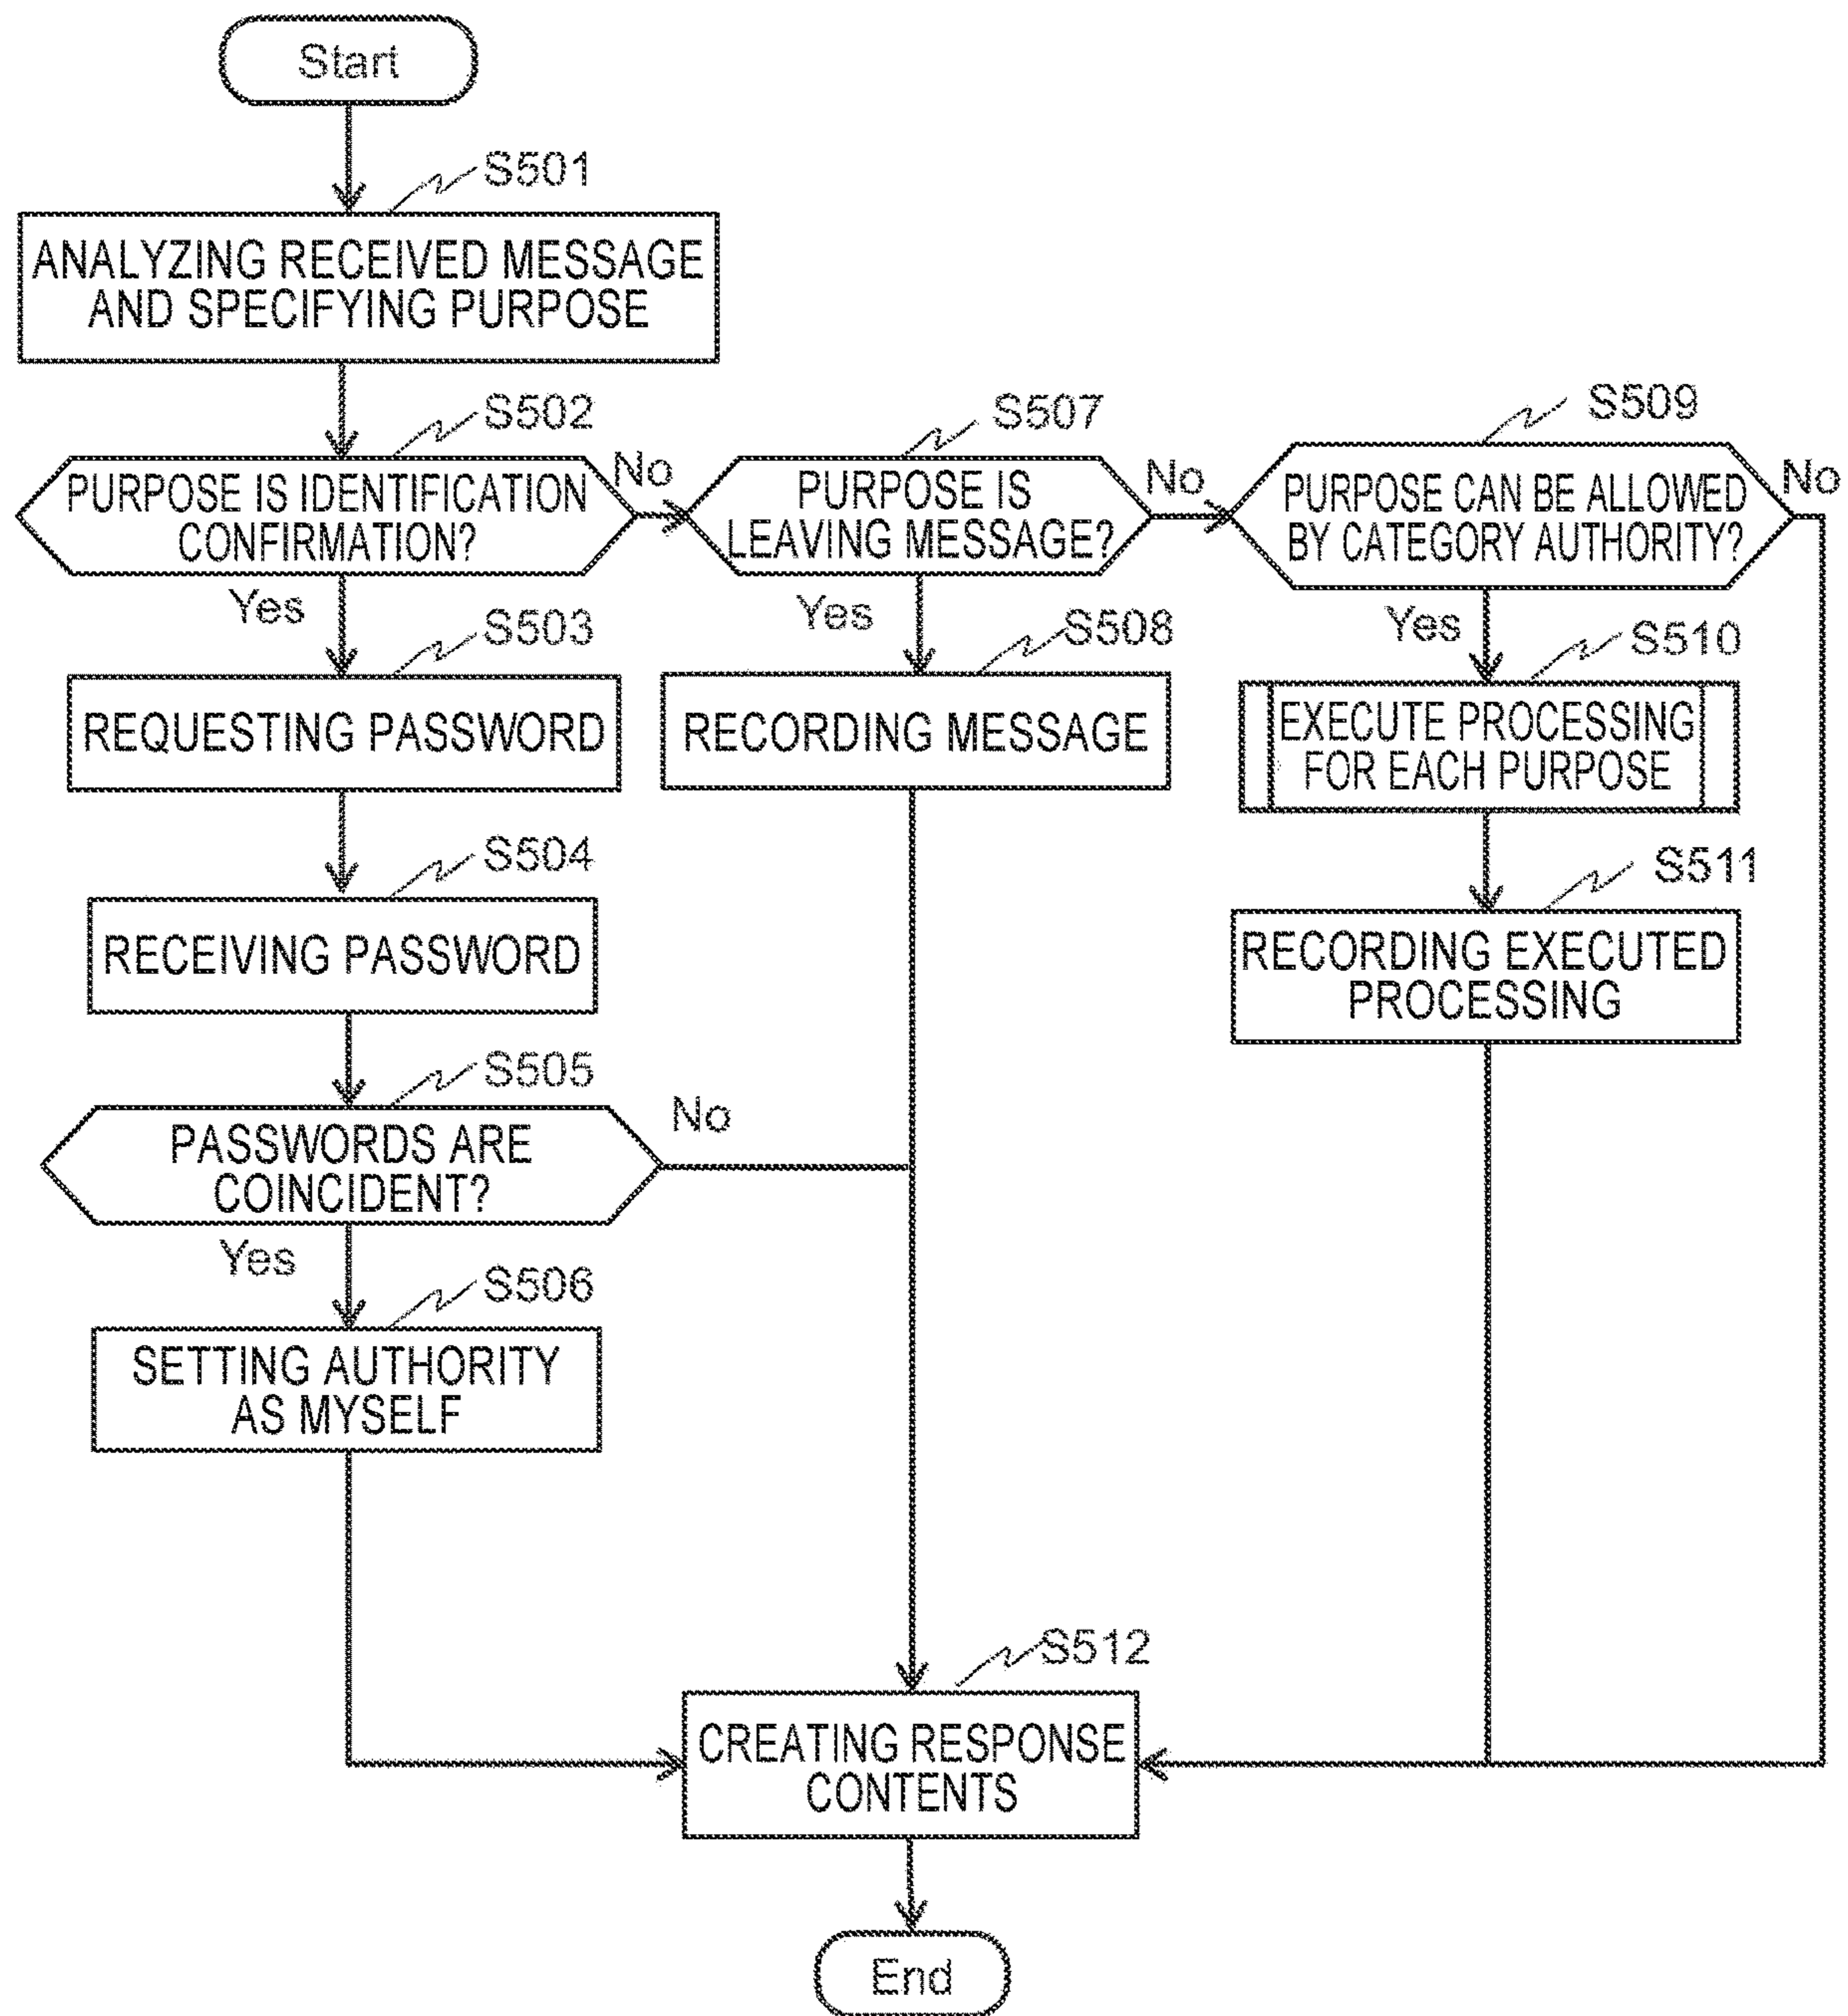 Start
S501
ANALYZING RECEIVED MESSAGE
AND SPECIFYING PURPOSE
S502
PURPOSE IS IDENTIFICATION
CONFIRMATION?
No
Yes
S503
REQUESTING PASSWORD
S504
RECEIVING PASSWORD
S505
PASSWORDS ARE
COINCIDENT?
No
Yes
S506
SETTING AUTHORITY
AS MYSELF
S507
PURPOSE IS
LEAVING MESSAGE?
No
Yes
S508
RECORDING MESSAGE
S509
PURPOSE CAN BE ALLOWED
BY CATEGORY AUTHORITY?
No
Yes
S510
EXECUTE PROCESSING
FOR EACH PURPOSE
S511
RECORDING EXECUTED
PROCESSING
S512
CREATING RESPONSE
CONTENTS
End